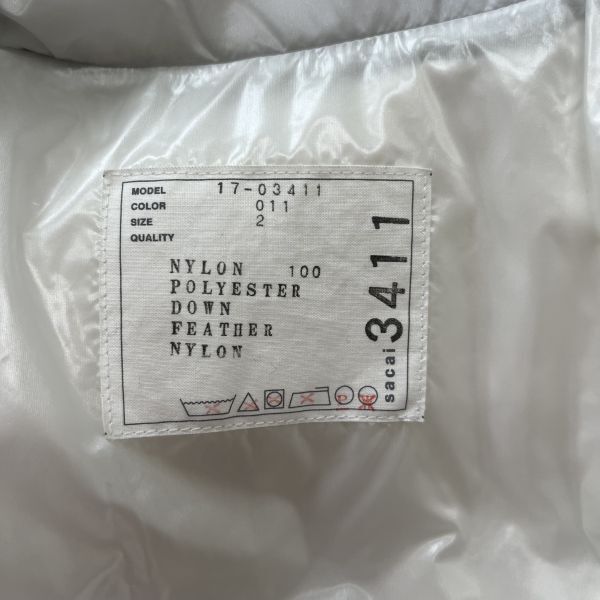 MODEL 17-03411
COLOR 011
SIZE 2
QUALITY
NYLON 100
POLYESTER
DOWN
FEATHER
NYLON
sacai 3411